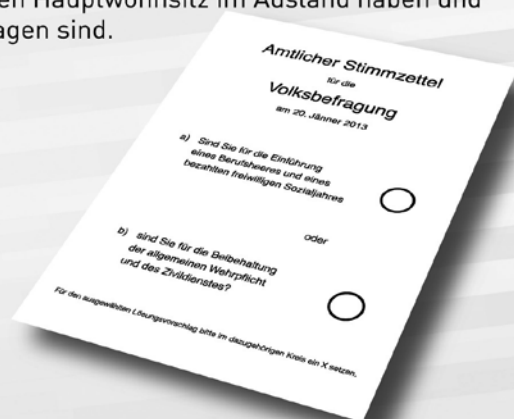 en Hauptwohnsitz im Ausland haben und
agen sind.
Amtlicher Stimmzettel
für die
Volksbefragung
am 20. Jänner 2013
a) Sind Sie für die Einführung
eines Berufsheeres und eines
bezahlten freiwilligen Sozialjahres
oder
b) sind Sie für die Beibehaltung
der allgemeinen Wehrpflicht
und des Zivildienstes?
Für den ausgewählten Lösungsvorschlag bitte im dazugehörigen Kreis ein X setzen.